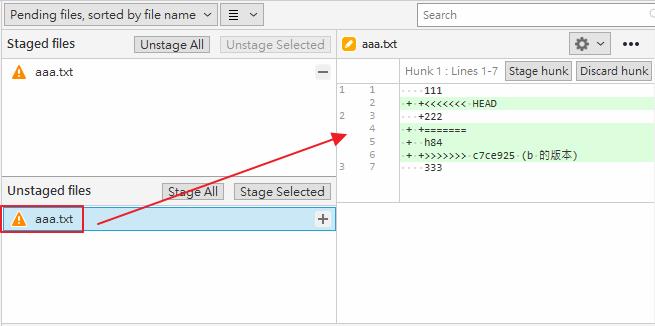 Pending files, sorted by file name
Search
Staged files
Unstage All
Unstage Selected
aaa.txt
Unstaged files
Stage All
Stage Selected
aaa.txt
aaa.txt
Hunk 1 : Lines 1-7
Stage hunk
Discard hunk
1 1 111
2 + +<<<<<<< HEAD
2 3 +222
4 + +=======
5 + h84
6 + +>>>>>>> c7ce925 (b 的版本)
3 7 333